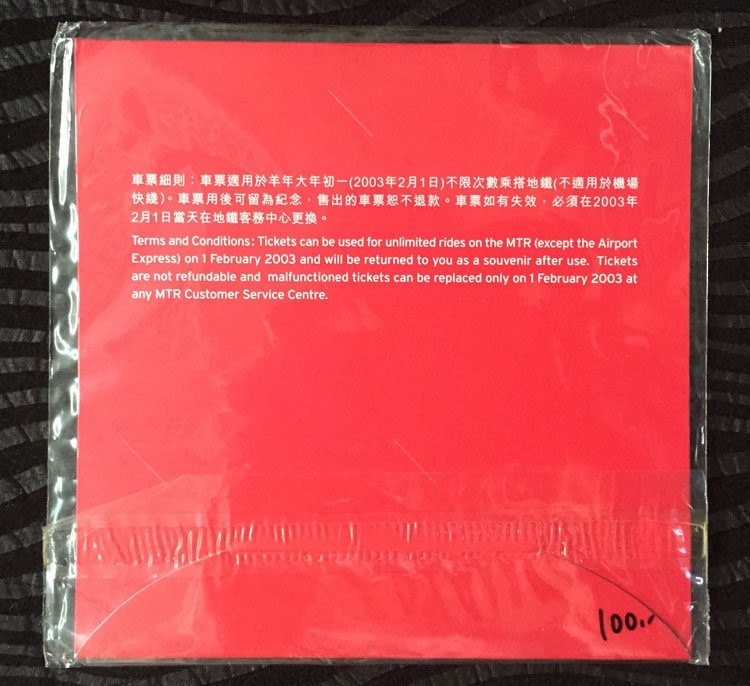 車票細則：車票適用於羊年大年初一(2003年2月1日)不限次數乘搭地鐵(不適用於機場
快綫)。車票用後可留為紀念，售出的車票恕不退款。車票如有失效，必須在2003年
2月1日當天在地鐵客務中心更換。
Terms and Conditions: Tickets can be used for unlimited rides on the MTR (except the Airport
Express) on 1 February 2003 and will be returned to you as a souvenir after use. Tickets
are not refundable and malfunctioned tickets can be replaced only on 1 February 2003 at
any MTR Customer Service Centre.
100.-